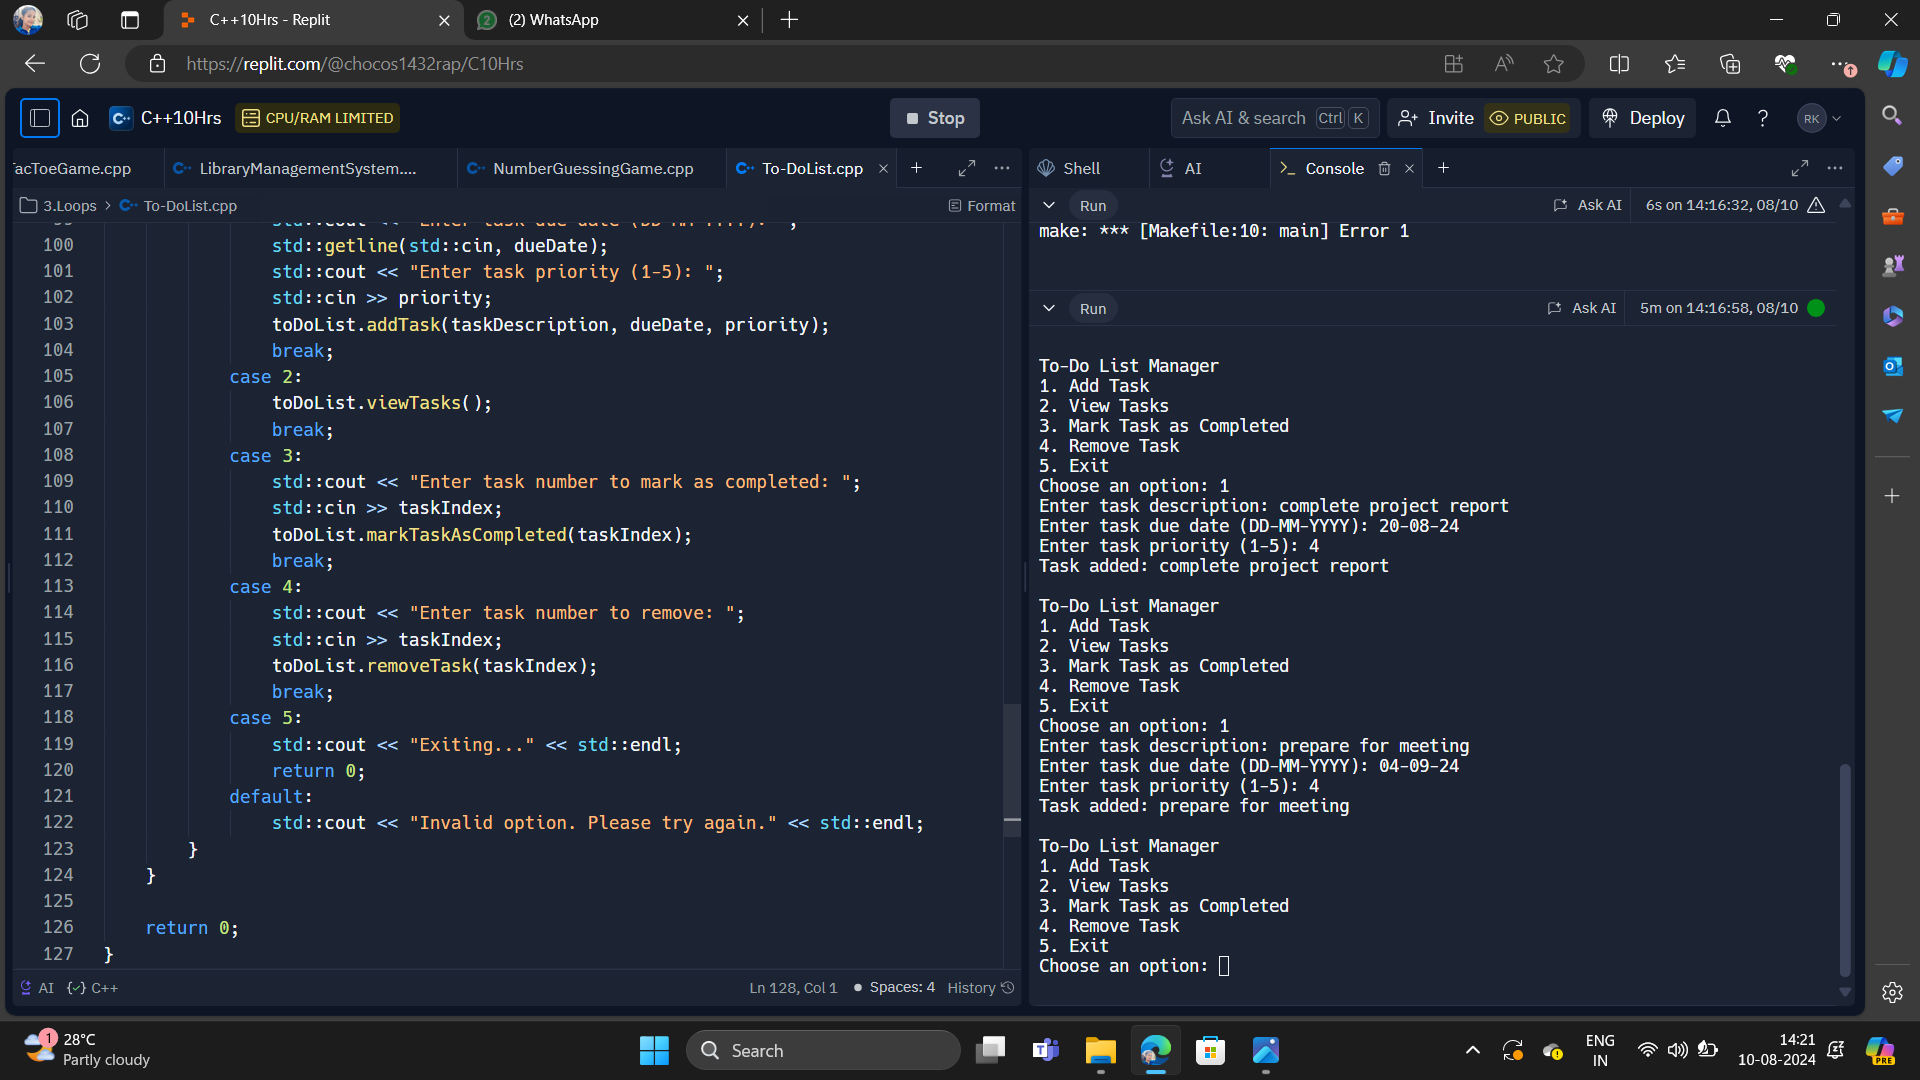 C++10Hrs - Replit
(2) WhatsApp
https://replit.com/@chocos1432rap/C10Hrs
C++10Hrs
CPU/RAM LIMITED
Stop
Ask AI & search Ctrl K
Invite
PUBLIC
Deploy
RK
TacToeGame.cpp
LibraryManagementSystem....
NumberGuessingGame.cpp
To-DoList.cpp
Shell
AI
Console
3.Loops > To-DoList.cpp
Format
100 std::getline(std::cin, dueDate);
101 std::cout << "Enter task priority (1-5): ";
102 std::cin >> priority;
103 toDoList.addTask(taskDescription, dueDate, priority);
104 break;
105 case 2:
106 toDoList.viewTasks();
107 break;
108 case 3:
109 std::cout << "Enter task number to mark as completed: ";
110 std::cin >> taskIndex;
111 toDoList.markTaskAsCompleted(taskIndex);
112 break;
113 case 4:
114 std::cout << "Enter task number to remove: ";
115 std::cin >> taskIndex;
116 toDoList.removeTask(taskIndex);
117 break;
118 case 5:
119 std::cout << "Exiting..." << std::endl;
120 return 0;
121 default:
122 std::cout << "Invalid option. Please try again." << std::endl;
123 }
124 }
125
126 return 0;
127 }
AI
C++
Ln 128, Col 1
Spaces: 4
History
Run
Ask AI
6s on 14:16:32, 08/10
make: *** [Makefile:10: main] Error 1
Run
Ask AI
5m on 14:16:58, 08/10
To-Do List Manager
1. Add Task
2. View Tasks
3. Mark Task as Completed
4. Remove Task
5. Exit
Choose an option: 1
Enter task description: complete project report
Enter task due date (DD-MM-YYYY): 20-08-24
Enter task priority (1-5): 4
Task added: complete project report
To-Do List Manager
1. Add Task
2. View Tasks
3. Mark Task as Completed
4. Remove Task
5. Exit
Choose an option: 1
Enter task description: prepare for meeting
Enter task due date (DD-MM-YYYY): 04-09-24
Enter task priority (1-5): 4
Task added: prepare for meeting
To-Do List Manager
1. Add Task
2. View Tasks
3. Mark Task as Completed
4. Remove Task
5. Exit
Choose an option:
1
28°C
Partly cloudy
Search
ENG
IN
14:21
10-08-2024
PRE